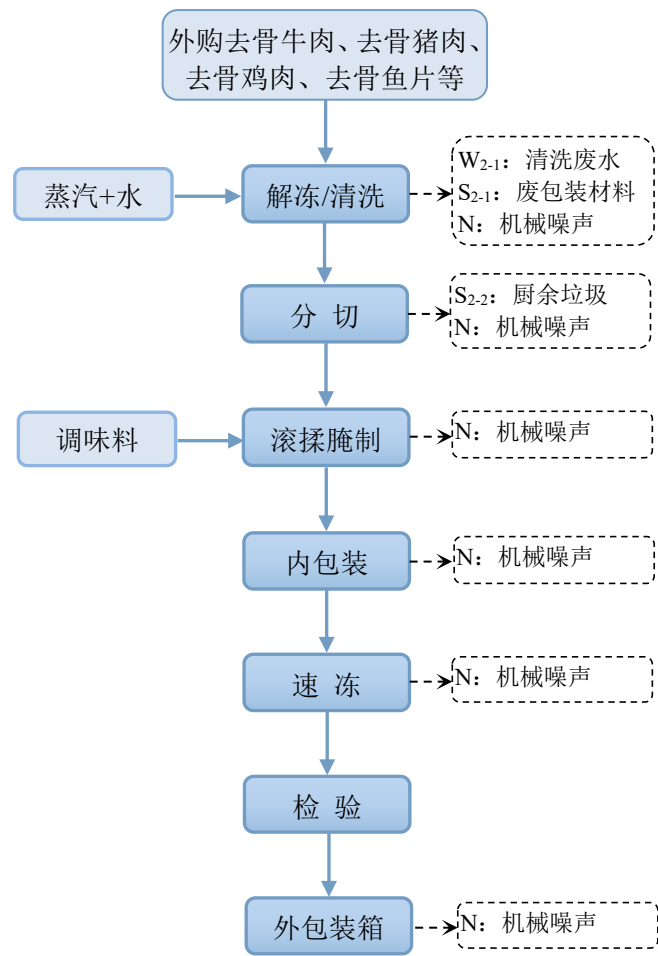 外购去骨牛肉、去骨猪肉、
去骨鸡肉、去骨鱼片等
蒸汽+水
解冻/清洗
W2-1：清洗废水
S2-1：废包装材料
N：机械噪声
分 切
S2-2：厨余垃圾
N：机械噪声
调味料
滚揉腌制
N：机械噪声
内包装
N：机械噪声
速 冻
N：机械噪声
检 验
外包装箱
N：机械噪声